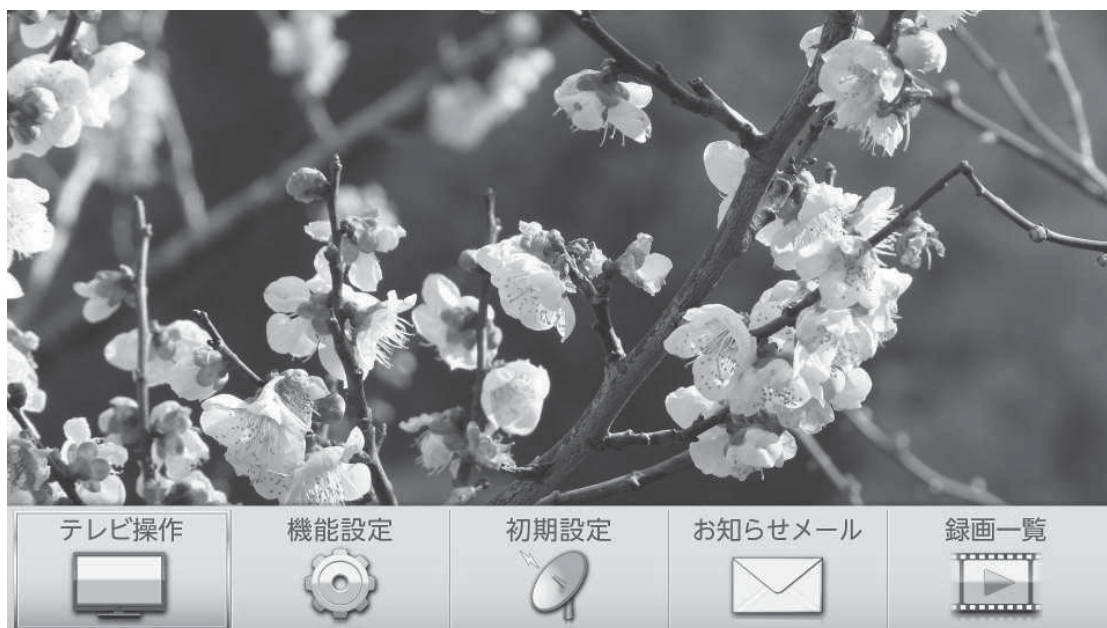 テレビ操作
機能設定
初期設定
お知らせメール
録画一覧